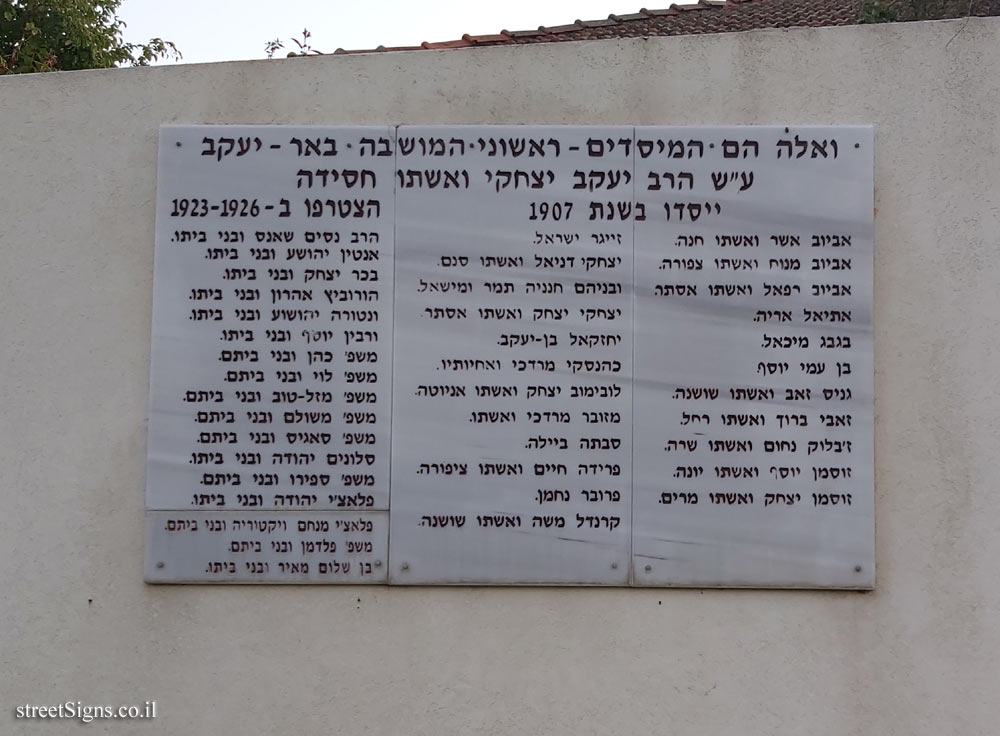 ואלה הם המיסדים - ראשוני המושבה באר - יעקב
ע״ש הרב יעקב יצחקי ואשתו חסידה
ייסדו בשנת 1907
אביוב אשר ואשתו חנה.
אביוב מנוח ואשתו צפורה.
אביוב רפאל ואשתו אסתר.
אתיאל אריה.
בגבג מיכאל.
בן עמי יוסף.
גניס זאב ואשתו שושנה.
זאבי ברוך ואשתו רחל.
ז'בלוק נחום ואשתו שרה.
זוסמן יוסף ואשתו יונה.
זוסמן יצחק ואשתו מרים.
זייגר ישראל.
יצחקי דניאל ואשתו סנם.
ובניהם חנניה תמר ומישאל.
יצחקי יצחק ואשתו אסתר.
יחזקאל בן-יעקב.
כהנסקי מרדכי ואחיותיו.
לובימוב יצחק ואשתו אניוטה.
מזובר מרדכי ואשתו.
סבתה ביילה.
פרידה חיים ואשתו ציפורה.
פרובר נחמן.
קרנדל משה ואשתו שושנה.
הצטרפו ב - 1923-1926
הרב נסים שאנס ובני ביתו.
אנטין יהושע ובני ביתו.
בכר יצחק ובני ביתו.
הורוביץ אהרון ובני ביתו.
ונטורה יהושוע ובני ביתו.
ורבין יוסף ובני ביתו.
משפ' כהן ובני ביתם.
משפ' לוי ובני ביתם.
משפ' מזל-טוב ובני ביתם.
משפ' משולם ובני ביתם.
משפ' סאגיס ובני ביתם.
סלונים יהודה ובני ביתו.
משפ' ספירו ובני ביתם.
פלאצ'י יהודה ובני ביתו.
פלאצ'י מנחם ויקטוריה ובני ביתם.
משפ' פלדמן ובני ביתם.
בן שלום מאיר ובני ביתו.
streetSigns.co.il